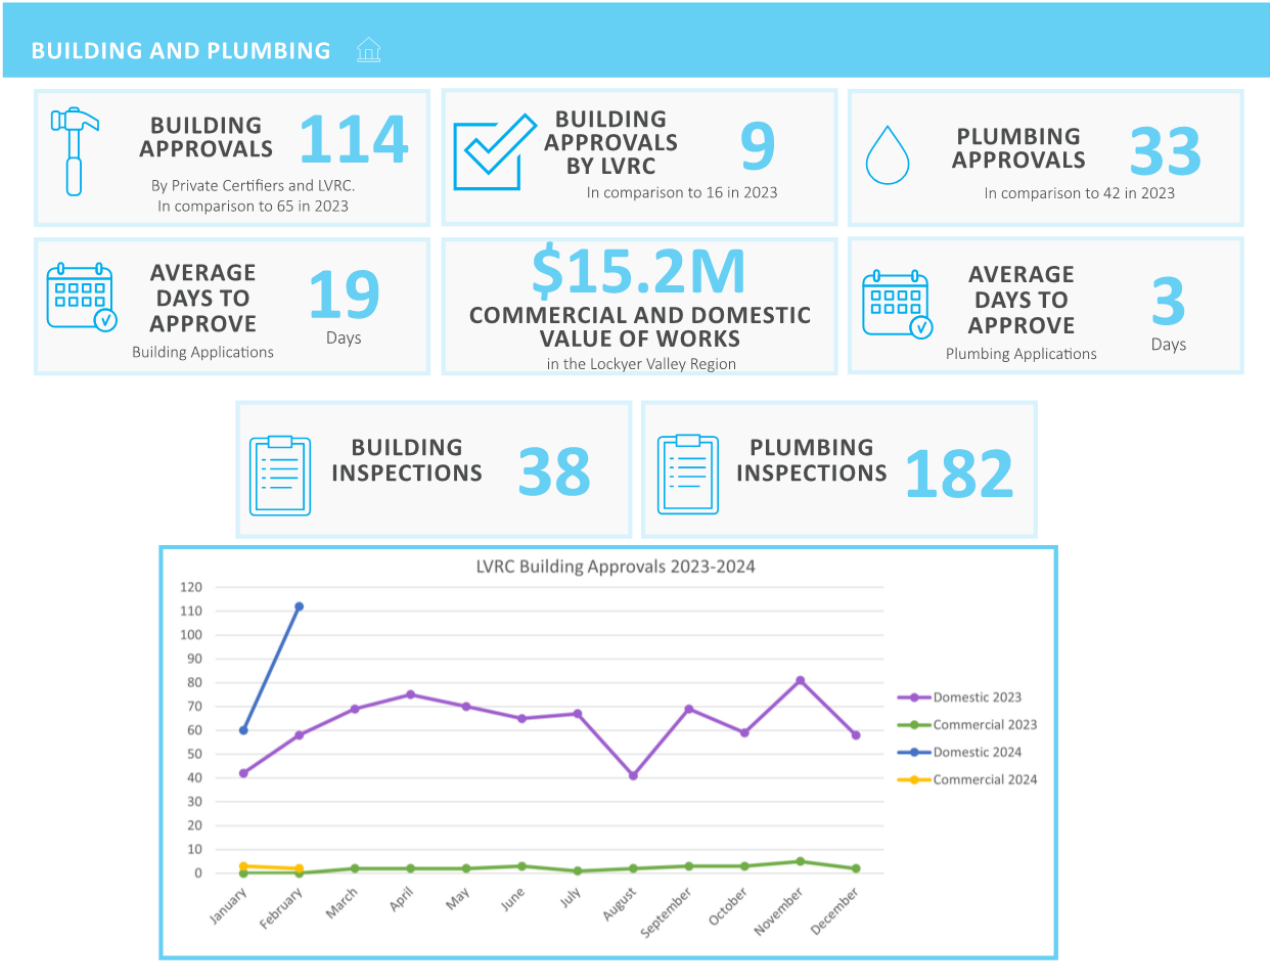 BUILDING AND PLUMBING
BUILDING
APPROVALS
114
By Private Certifiers and LVRC.
In comparison to 65 in 2023
BUILDING
APPROVALS
BY LVRC
9
In comparison to 16 in 2023
PLUMBING
APPROVALS
33
In comparison to 42 in 2023
AVERAGE
DAYS TO
APPROVE
Building Applications
19
Days
$15.2M
COMMERCIAL AND DOMESTIC
VALUE OF WORKS
in the Lockyer Valley Region
AVERAGE
DAYS TO
APPROVE
Plumbing Applications
3
Days
BUILDING
INSPECTIONS
38
PLUMBING
INSPECTIONS
182
LVRC Building Approvals 2023-2024
120
110
100
90
80
70
60
50
40
30
20
10
0
January
February
March
April
May
June
July
August
September
October
November
December
Domestic 2023
Commercial 2023
Domestic 2024
Commercial 2024